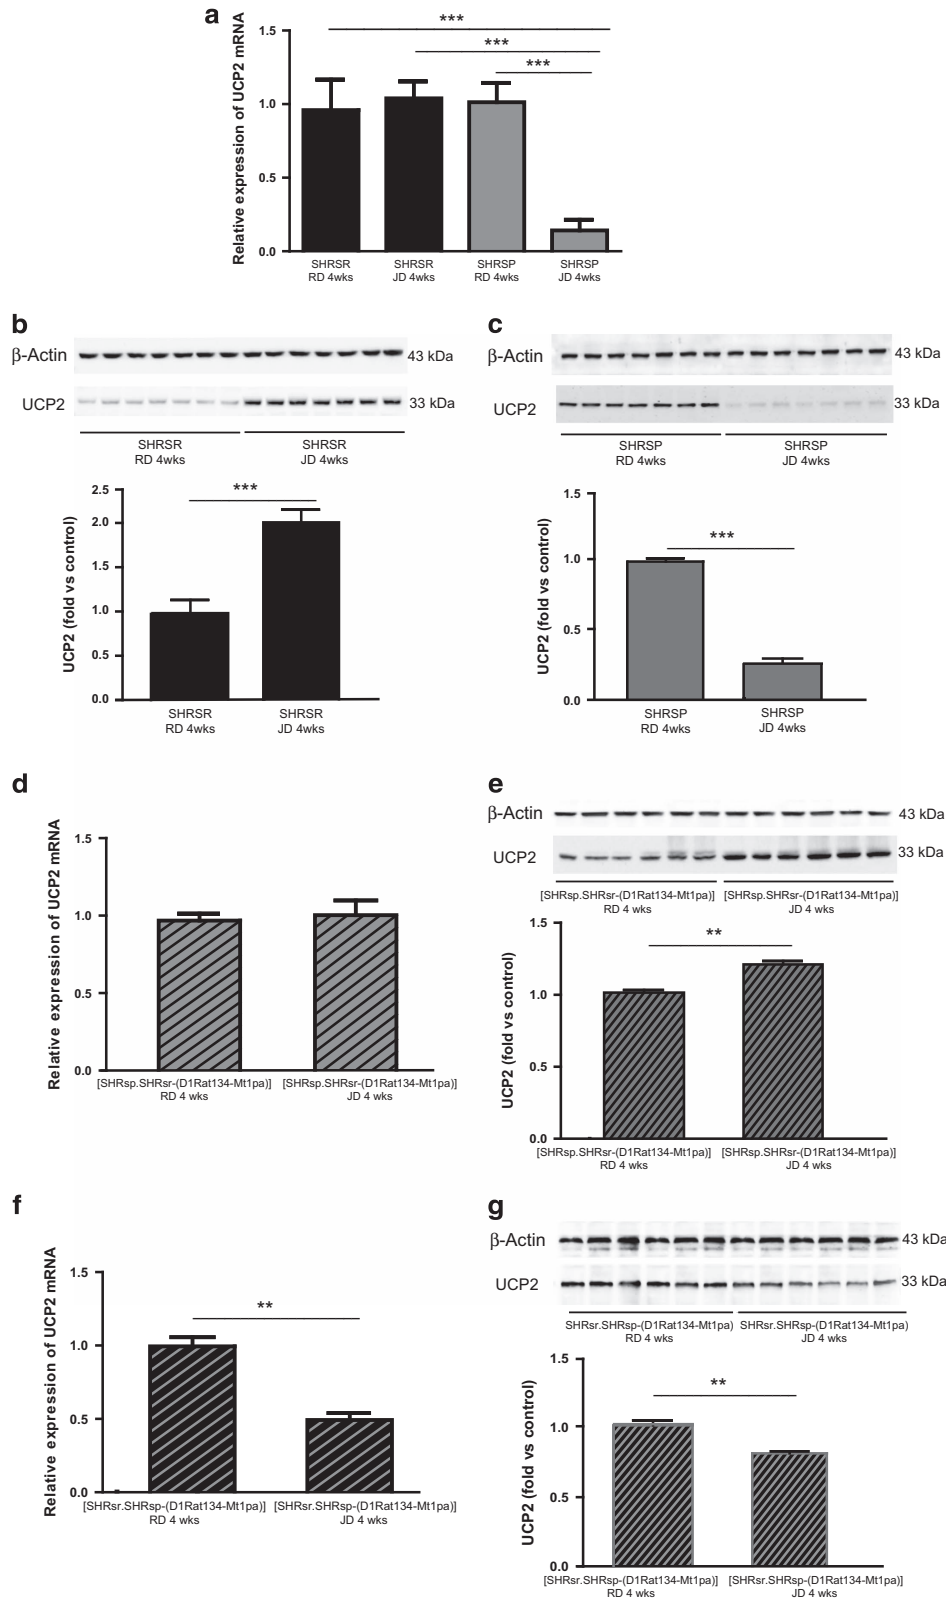 a
Relative expression of UCP2 mRNA
1.5
1.0
0.5
0.0
***
***
***
SHRSR
RD 4wks
SHRSR
JD 4wks
SHRSP
RD 4wks
SHRSP
JD 4wks
b
β-Actin
43 kDa
UCP2
33 kDa
SHRSR
RD 4wks
SHRSR
JD 4wks
UCP2 (fold vs control)
2.5
2.0
1.5
1.0
0.5
0.0
***
SHRSR
RD 4wks
SHRSR
JD 4wks
c
β-Actin
43 kDa
UCP2
33 kDa
SHRSP
RD 4wks
SHRSP
JD 4wks
UCP2 (fold vs control)
1.5
1.0
0.5
0.0
***
SHRSP
RD 4wks
SHRSP
JD 4wks
d
Relative expression of UCP2 mRNA
1.5
1.0
0.5
0.0
[SHRsp.SHRsr-(D1Rat134-Mt1pa)]
RD 4 wks
[SHRsp.SHRsr-(D1Rat134-Mt1pa)]
JD 4 wks
e
β-Actin
43 kDa
UCP2
33 kDa
[SHRsp.SHRsr-(D1Rat134-Mt1pa)]
RD 4 wks
[SHRsp.SHRsr-(D1Rat134-Mt1pa)]
JD 4 wks
UCP2 (fold vs control)
1.5
1.0
0.5
0.0
**
[SHRsp.SHRsr-(D1Rat134-Mt1pa)]
RD 4 wks
[SHRsp.SHRsr-(D1Rat134-Mt1pa)]
JD 4 wks
f
Relative expression of UCP2 mRNA
1.5
1.0
0.5
0.0
**
[SHRsr.SHRsp-(D1Rat134-Mt1pa)]
RD 4 wks
[SHRsr.SHRsp-(D1Rat134-Mt1pa)]
JD 4 wks
g
β-Actin
43 kDa
UCP2
33 kDa
SHRsr.SHRsp-(D1Rat134-Mt1pa)
RD 4 wks
SHRsr.SHRsp-(D1Rat134-Mt1pa)
JD 4 wks
UCP2 (fold vs control)
1.5
1.0
0.5
0.0
**
[SHRsr.SHRsp-(D1Rat134-Mt1pa)]
RD 4 wks
[SHRsr.SHRsp-(D1Rat134-Mt1pa)]
JD 4 wks